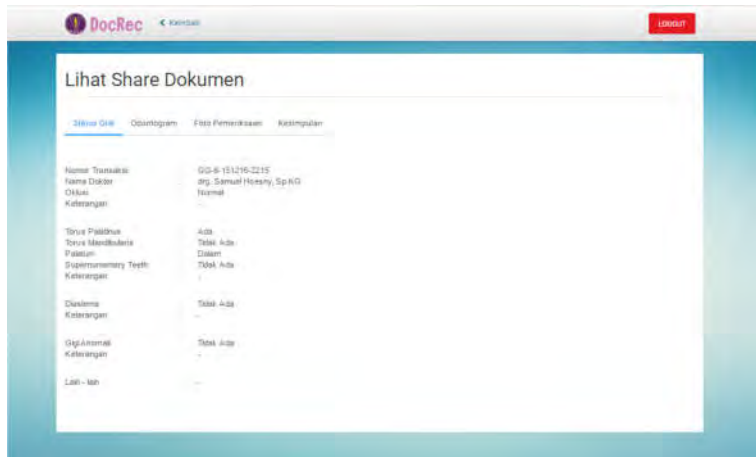 DocRec
Kembali
LOGOUT
Lihat Share Dokumen
Status Gigi Odontogram Foto Pemeriksaan Kesimpulan
Nomor Transaksi : GG-6-151216-2215
Nama Dokter : drg. Samuel Hoesny, Sp.KG
Oklusi : Normal
Keterangan : -
Torus Palatinus : Ada
Torus Mandibularis : Tidak Ada
Palatum : Dalam
Supernumerary Teeth : Tidak Ada
Keterangan : -
Diastema : Tidak Ada
Keterangan : -
Gigi Anomali : Tidak Ada
Keterangan : -
Lain - lain : -